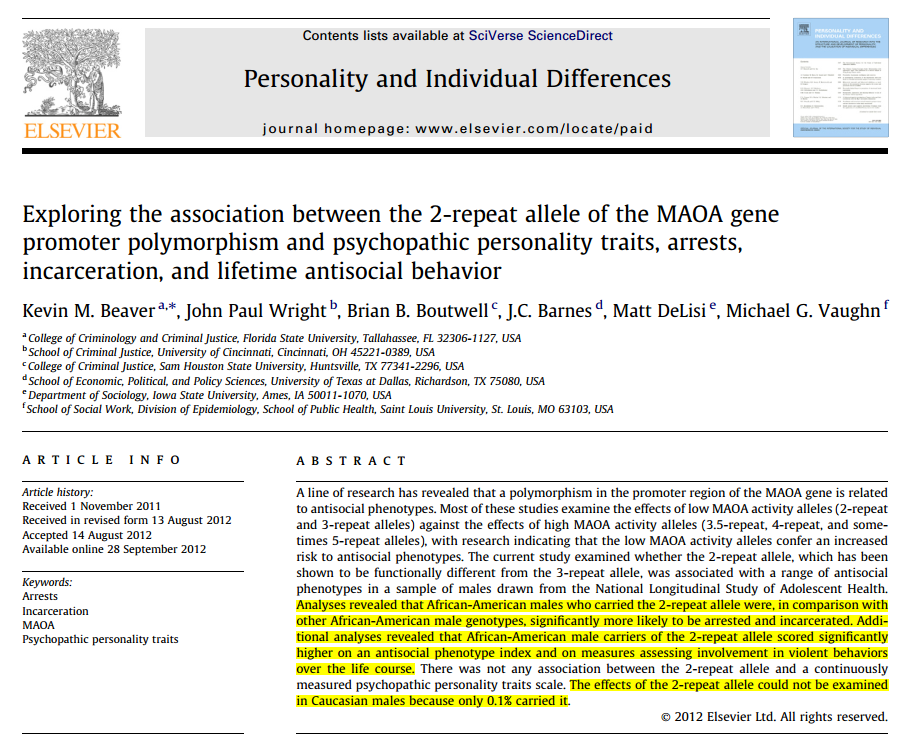 Contents lists available at SciVerse ScienceDirect
Personality and Individual Differences
journal homepage: www.elsevier.com/locate/paid
ELSEVIER
PERSONALITY AND
INDIVIDUAL DIFFERENCES
Exploring the association between the 2-repeat allele of the MAOA gene
promoter polymorphism and psychopathic personality traits, arrests,
incarceration, and lifetime antisocial behavior
Kevin M. Beaver a,*, John Paul Wright b, Brian B. Boutwell c, J.C. Barnes d, Matt DeLisi e, Michael G. Vaughn f
a College of Criminology and Criminal Justice, Florida State University, Tallahassee, FL 32306-1127, USA
b School of Criminal Justice, University of Cincinnati, Cincinnati, OH 45221-0389, USA
c College of Criminal Justice, Sam Houston State University, Huntsville, TX 77341-2296, USA
d School of Economic, Political, and Policy Sciences, University of Texas at Dallas, Richardson, TX 75080, USA
e Department of Sociology, Iowa State University, Ames, IA 50011-1070, USA
f School of Social Work, Division of Epidemiology, School of Public Health, Saint Louis University, St. Louis, MO 63103, USA
ARTICLE INFO
Article history:
Received 1 November 2011
Received in revised form 13 August 2012
Accepted 14 August 2012
Available online 28 September 2012
Keywords:
Arrests
Incarceration
MAOA
Psychopathic personality traits
ABSTRACT
A line of research has revealed that a polymorphism in the promoter region of the MAOA gene is related
to antisocial phenotypes. Most of these studies examine the effects of low MAOA activity alleles (2-repeat
and 3-repeat alleles) against the effects of high MAOA activity alleles (3.5-repeat, 4-repeat, and some-
times 5-repeat alleles), with research indicating that the low MAOA activity alleles confer an increased
risk to antisocial phenotypes. The current study examined whether the 2-repeat allele, which has been
shown to be functionally different from the 3-repeat allele, was associated with a range of antisocial
phenotypes in a sample of males drawn from the National Longitudinal Study of Adolescent Health.
Analyses revealed that African-American males who carried the 2-repeat allele were, in comparison with
other African-American male genotypes, significantly more likely to be arrested and incarcerated. Addi-
tional analyses revealed that African-American male carriers of the 2-repeat allele scored significantly
higher on an antisocial phenotype index and on measures assessing involvement in violent behaviors
over the life course. There was not any association between the 2-repeat allele and a continuously
measured psychopathic personality traits scale. The effects of the 2-repeat allele could not be examined
in Caucasian males because only 0.1% carried it.
© 2012 Elsevier Ltd. All rights reserved.